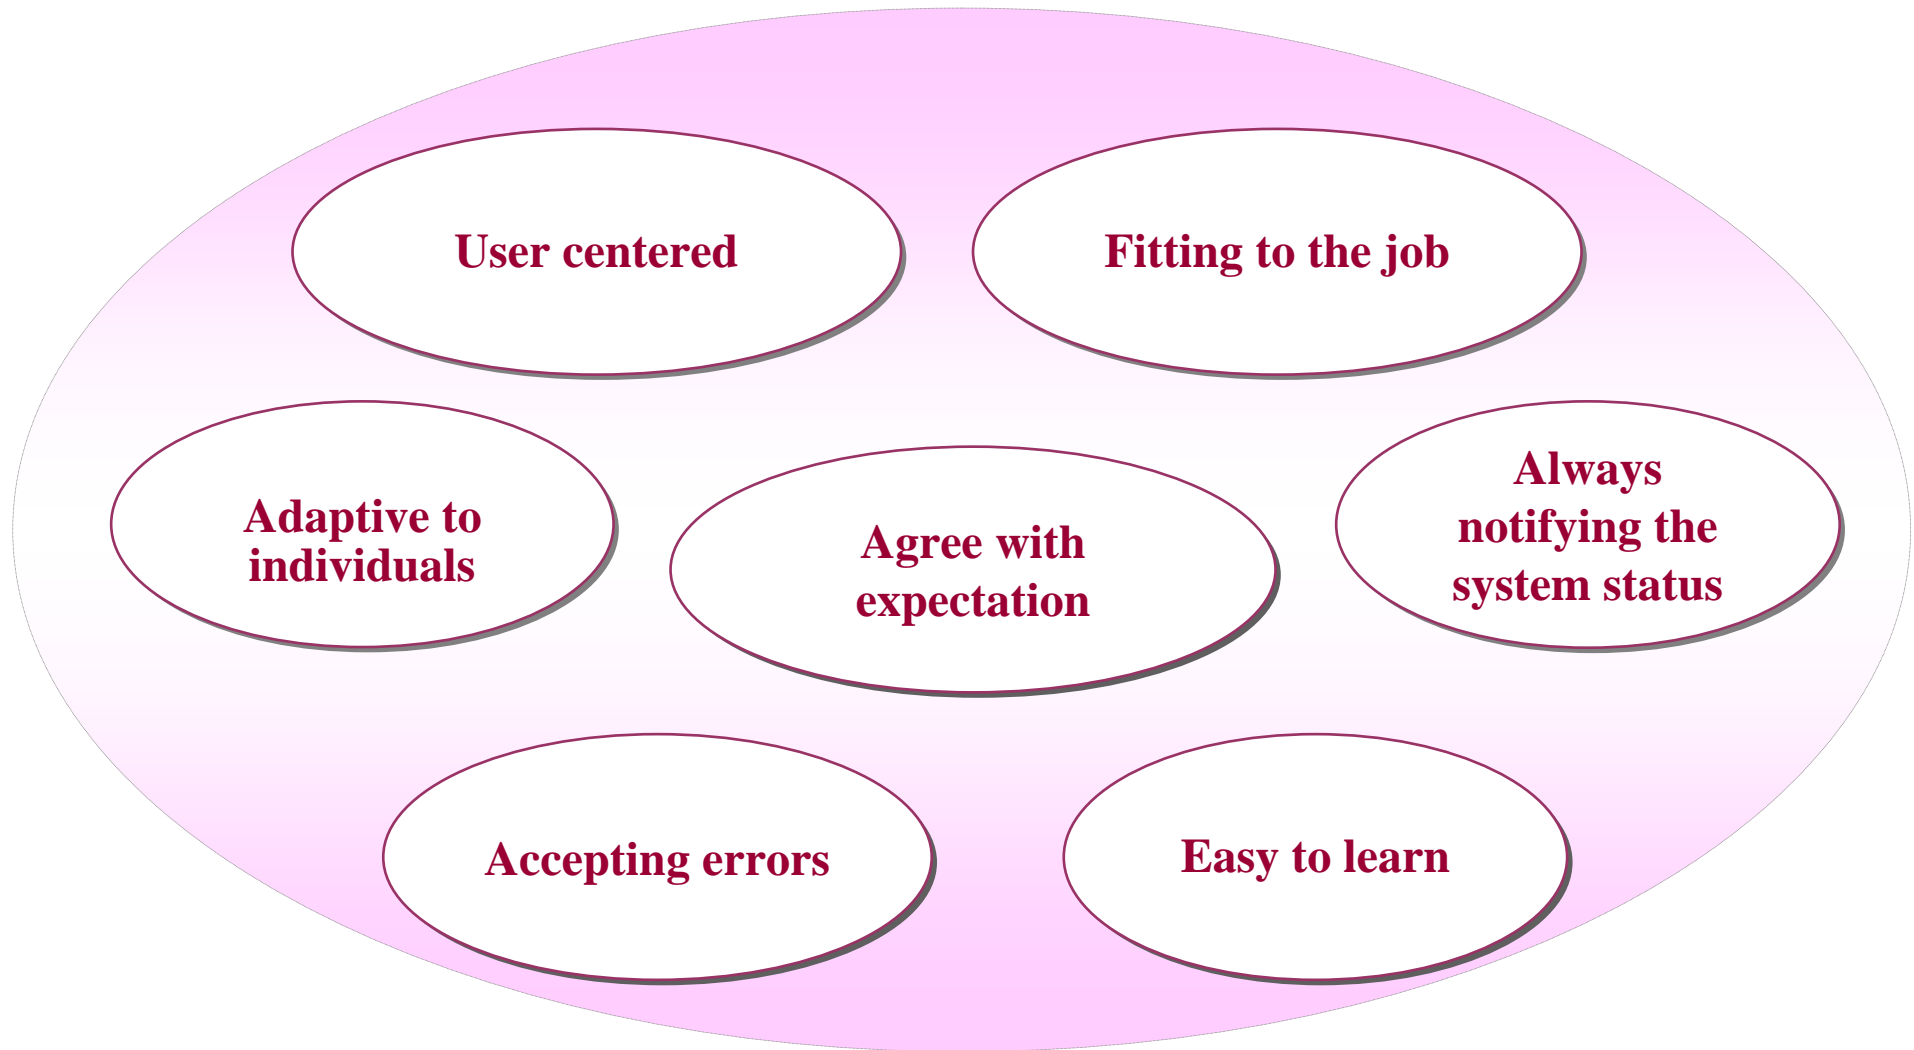 User centered
Fitting to the job
Adaptive to
individuals
Agree with
expectation
Always
notifying the
system status
Accepting errors
Easy to learn